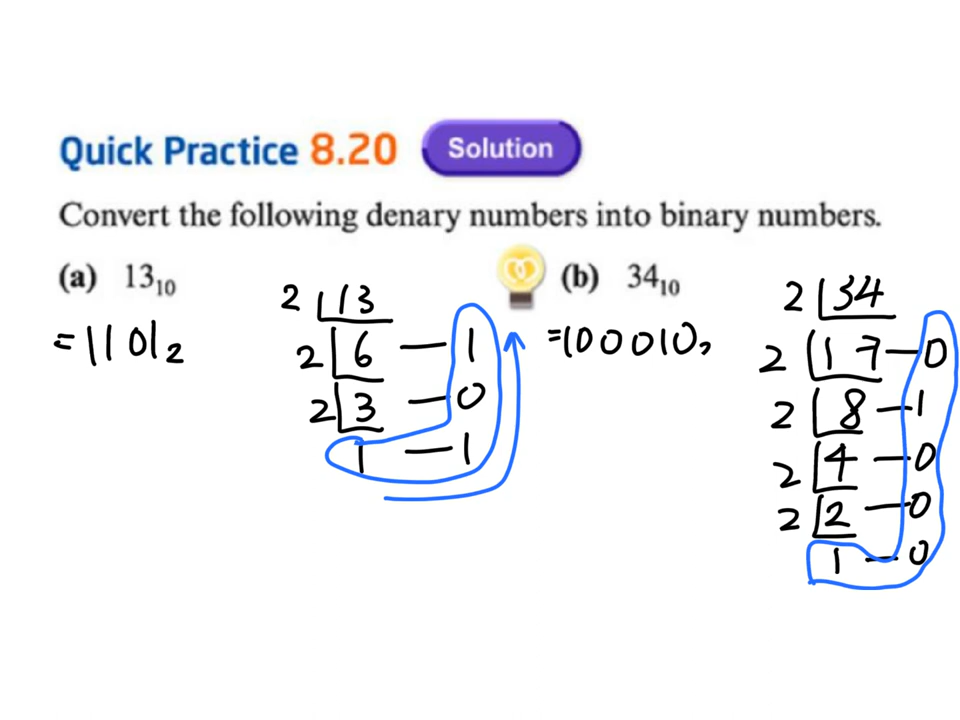 Quick Practice 8.20 Solution
Convert the following denary numbers into binary numbers.
(a) 13₁₀
= 1101₂
2 13
2 6 — 1
2 3 — 0
1 — 1
(b) 34₁₀
=100010₂
2 34
2 17 — 0
2 8 — 1
2 4 — 0
2 2 — 0
1 — 0